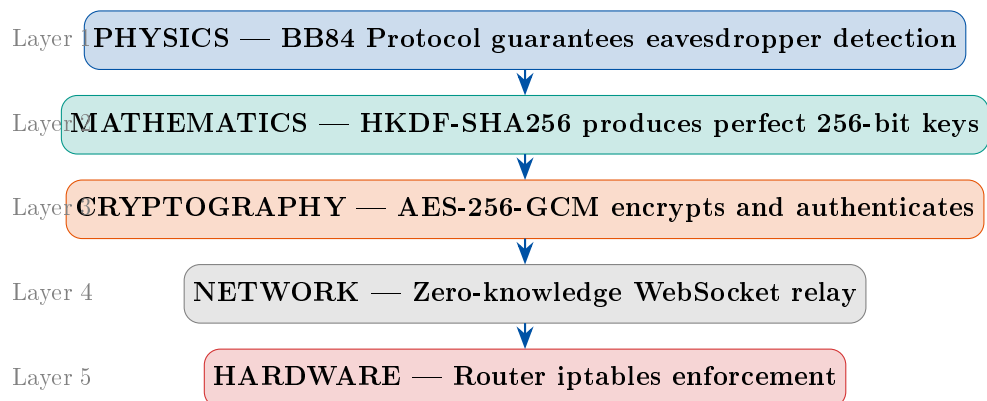 Layer 1 PHYSICS — BB84 Protocol guarantees eavesdropper detection
Layer 2 MATHEMATICS — HKDF-SHA256 produces perfect 256-bit keys
Layer 3 CRYPTOGRAPHY — AES-256-GCM encrypts and authenticates
Layer 4 NETWORK — Zero-knowledge WebSocket relay
Layer 5 HARDWARE — Router iptables enforcement